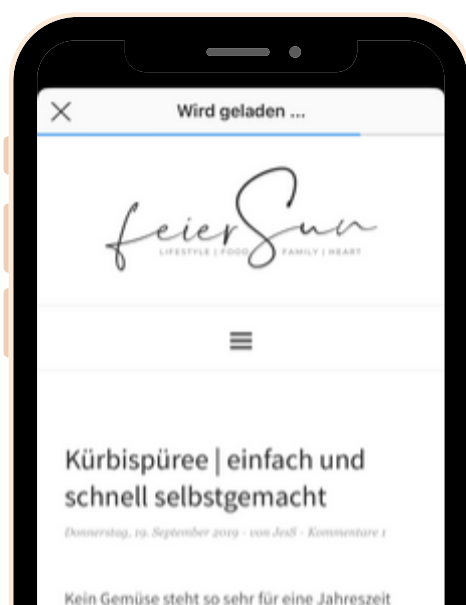 Wird geladen ...
feierSun
LIFESTYLE | FOOD FAMILY | HEART
Kürbispüree | einfach und
schnell selbstgemacht
Donnerstag, 19. September 2019 - von JesS - Kommentare 1
Kein Gemüse steht so sehr für eine Jahreszeit